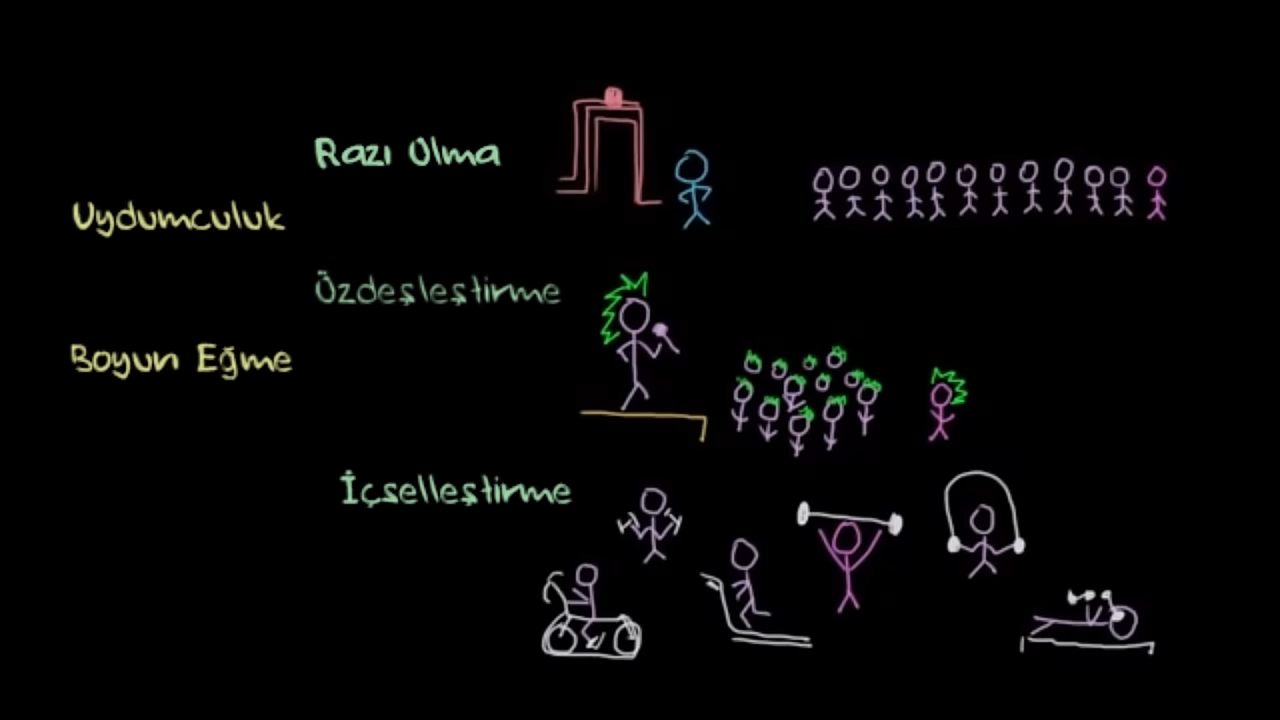 Razı Olma
Uydumculuk
Özdeşleştirme
Boyun Eğme
İçselleştirme